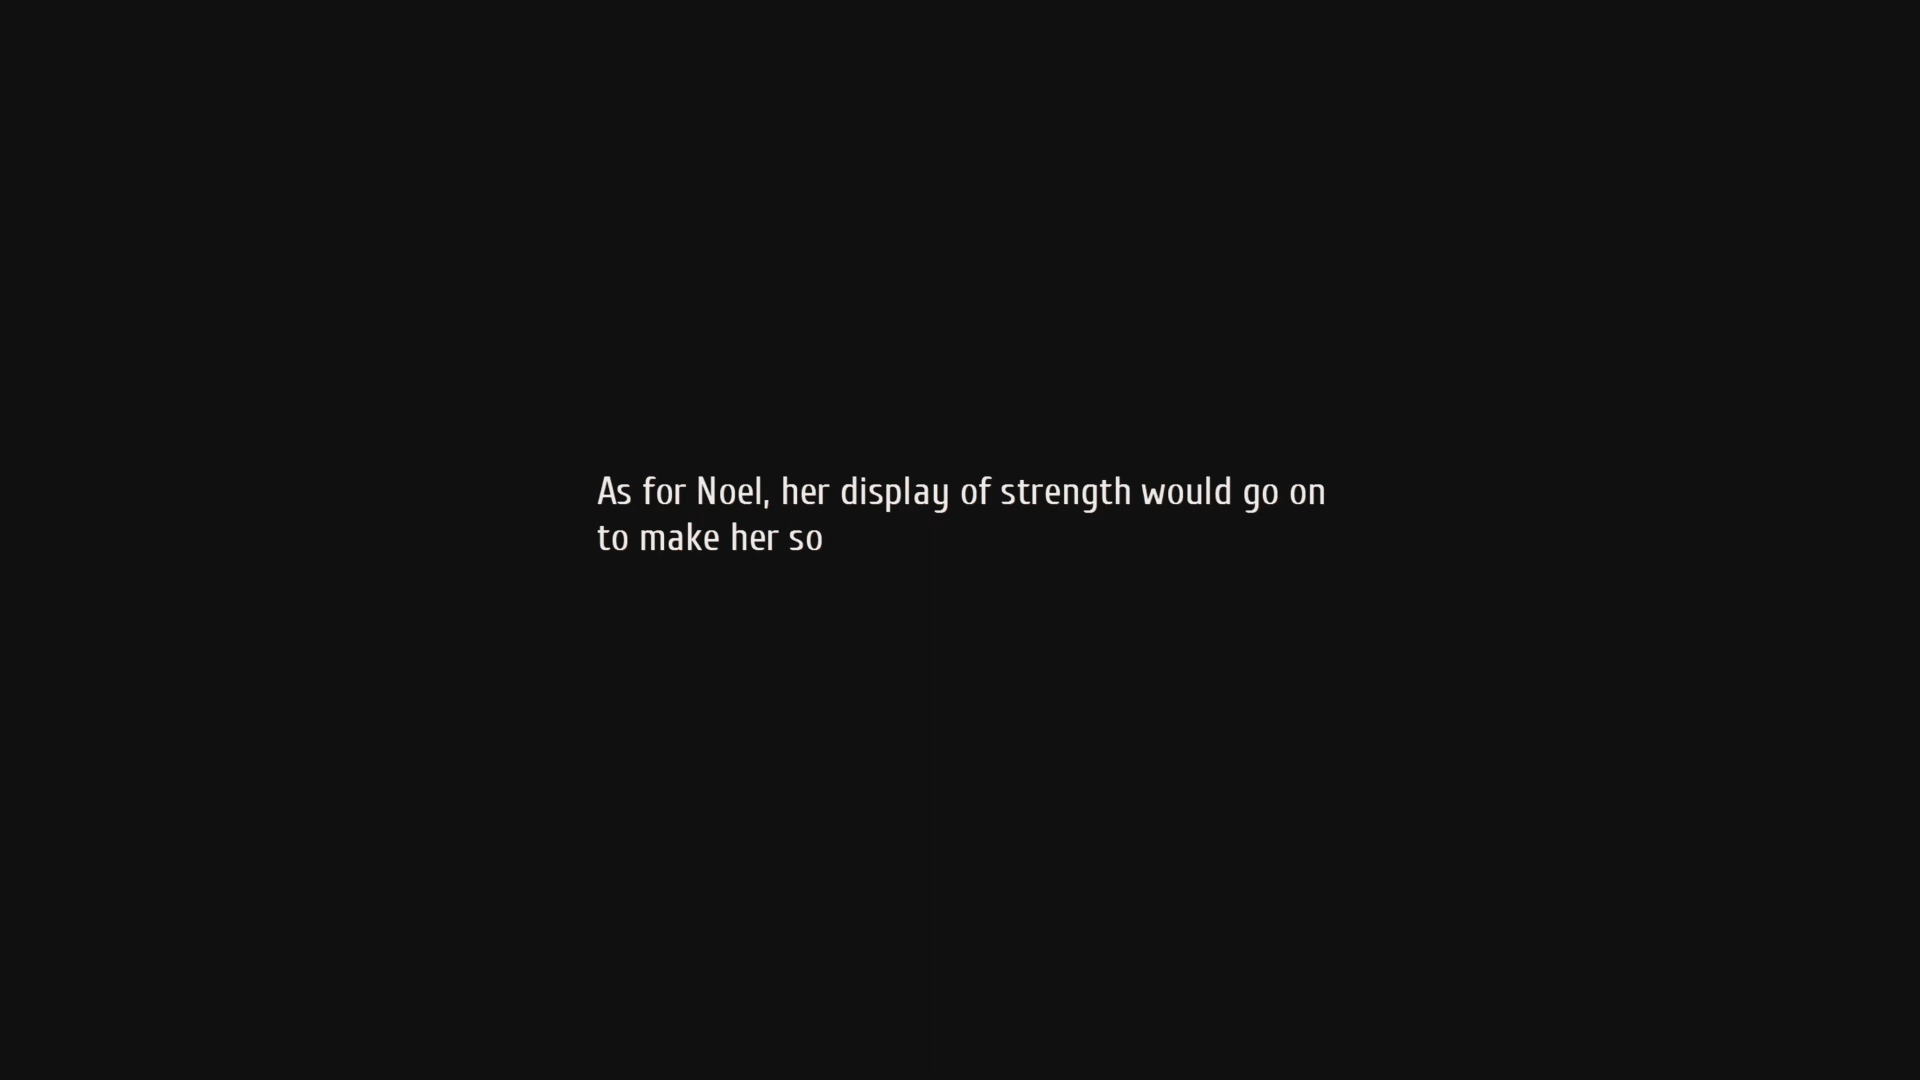 As for Noel, her display of strength would go on
to make her so